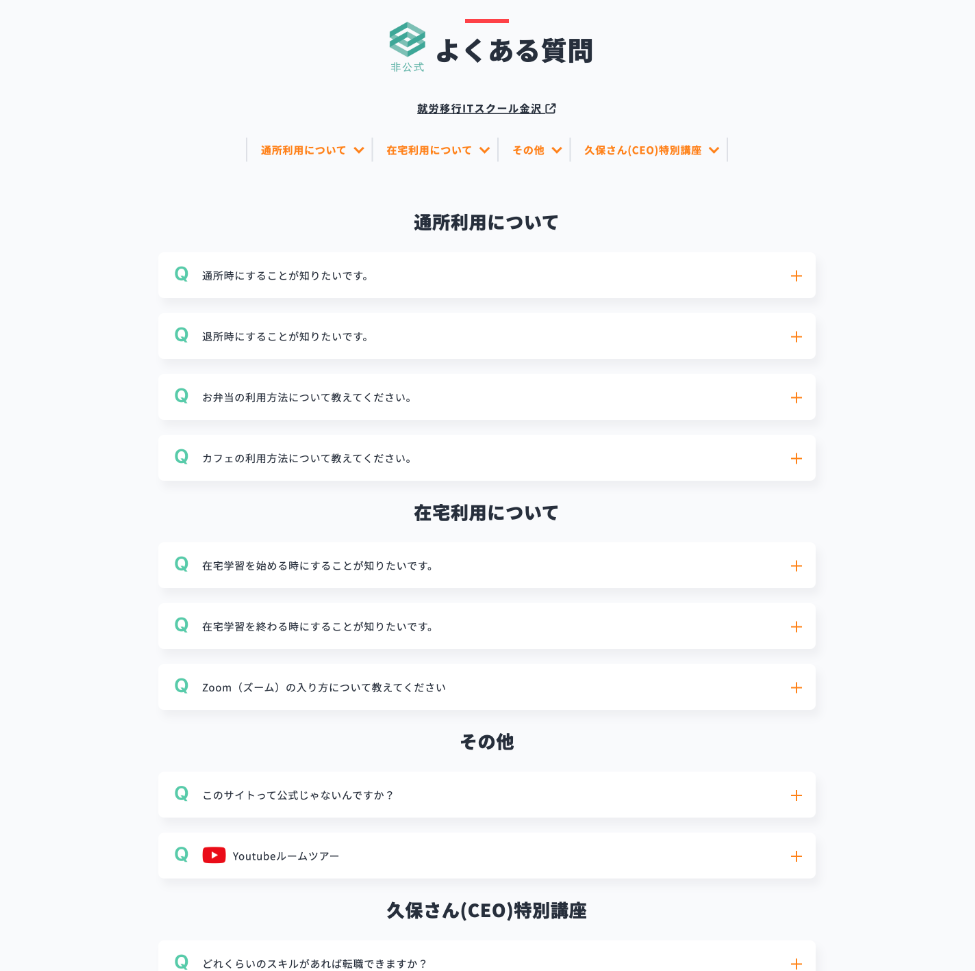 非公式
よくある質問
就労移行ITスクール金沢
通所利用について
在宅利用について
その他
久保さん(CEO)特別講座
通所利用について
Q 通所時にすることが知りたいです。
Q 退所時にすることが知りたいです。
Q お弁当の利用方法について教えてください。
Q カフェの利用方法について教えてください。
在宅利用について
Q 在宅学習を始める時にすることが知りたいです。
Q 在宅学習を終わる時にすることが知りたいです。
Q Zoom（ズーム）の入り方について教えてください
その他
Q このサイトって公式じゃないんですか？
Q Youtubeルームツアー
久保さん(CEO)特別講座
Q どれくらいのスキルがあれば転職できますか？